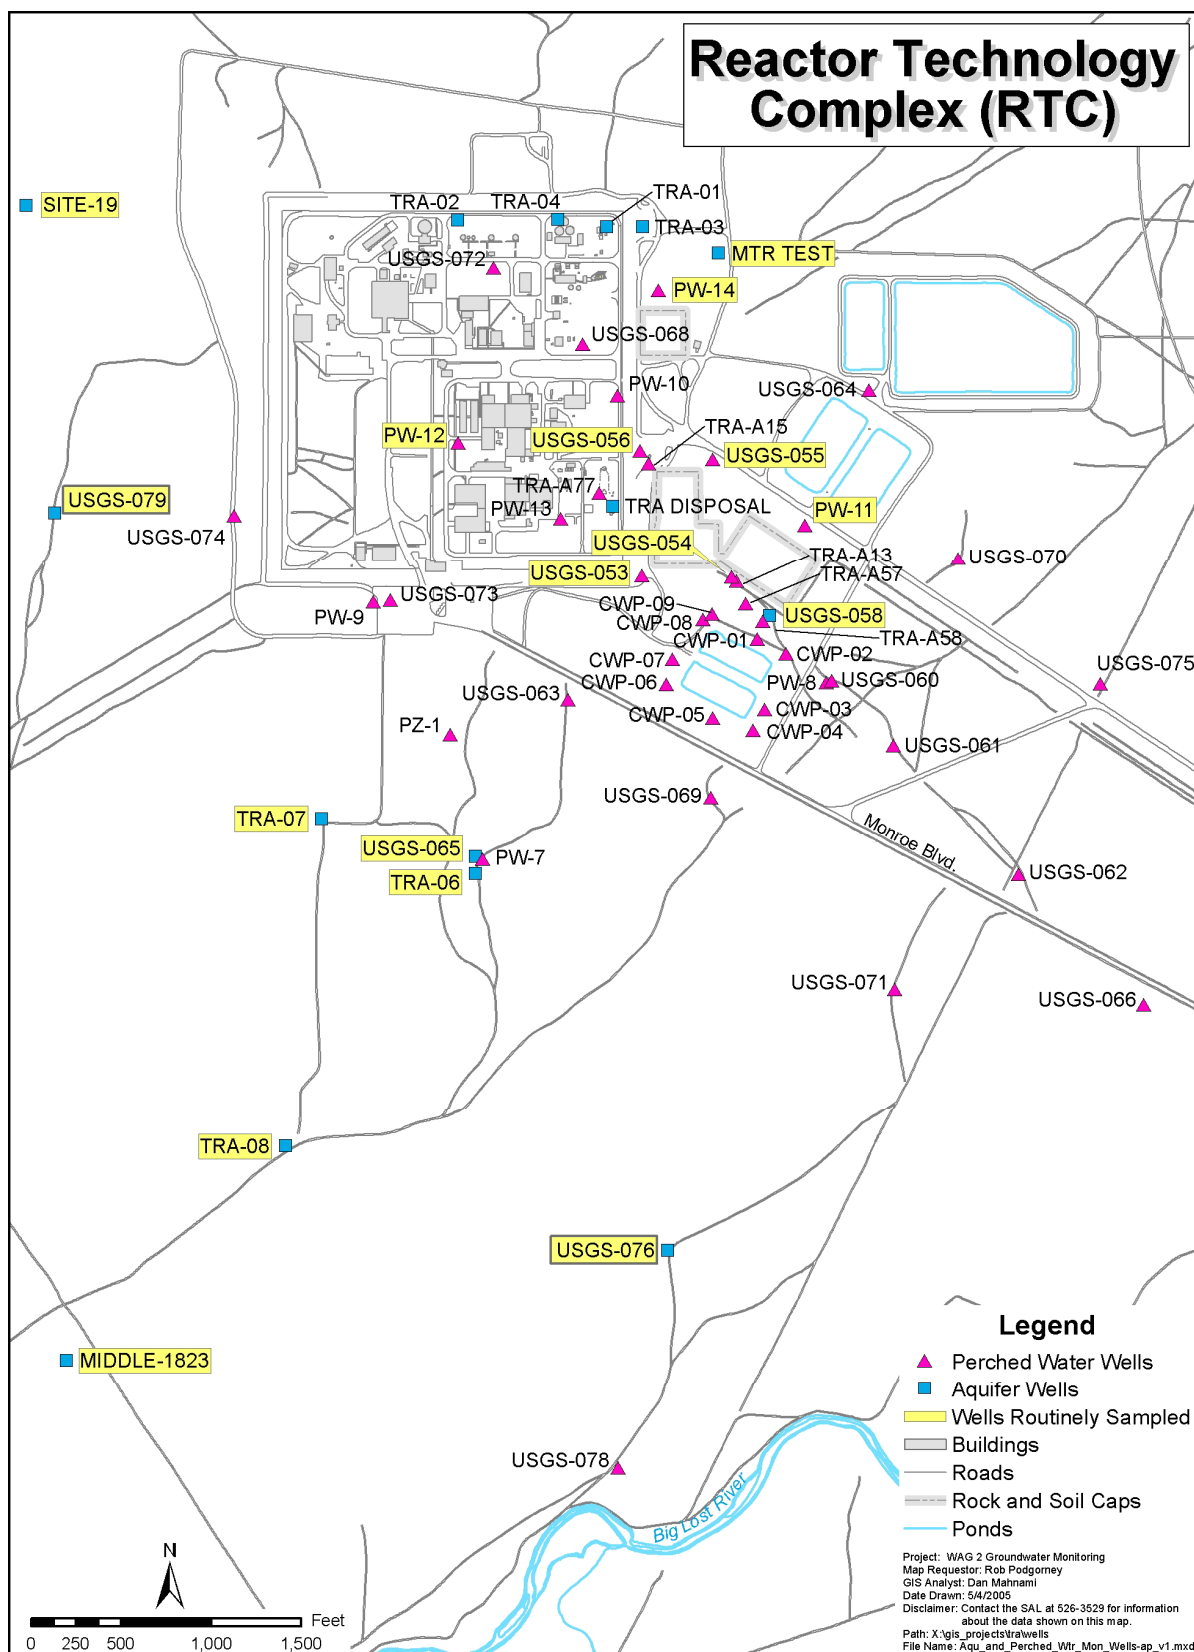 Reactor Technology
Complex (RTC)
SITE-19
TRA-02
TRA-04
TRA-01
TRA-03
MTR TEST
USGS-072
PW-14
USGS-068
PW-10
USGS-064
TRA-A15
PW-12
USGS-056
USGS-055
USGS-079
TRA-A77
TRA DISPOSAL
PW-13
PW-11
USGS-074
USGS-054
TRA-A13
USGS-070
USGS-053
TRA-A57
USGS-073
PW-9
CWP-09
USGS-058
CWP-08
CWP-01
TRA-A58
CWP-02
CWP-07
USGS-075
CWP-06
PW-8
USGS-060
USGS-063
CWP-03
CWP-05
PZ-1
CWP-04
USGS-061
USGS-069
TRA-07
Monroe Blvd.
USGS-065
PW-7
TRA-06
USGS-062
USGS-071
USGS-066
TRA-08
USGS-076
MIDDLE-1823
USGS-078
Big Lost River
Legend
Perched Water Wells
Aquifer Wells
Wells Routinely Sampled
Buildings
Roads
Rock and Soil Caps
Ponds
Project: WAG 2 Groundwater Monitoring
Map Requestor: Rob Podgorney
GIS Analyst: Dan Mahnami
Date Drawn: 5/4/2005
Disclaimer: Contact the SAL at 526-3529 for information
about the data shown on this map.
Path: X:\gis_projects\tra\wells
File Name: Aqu_and_Perched_Wtr_Mon_Wells-ap_v1.mxd
N
Feet
0 250 500 1,000 1,500